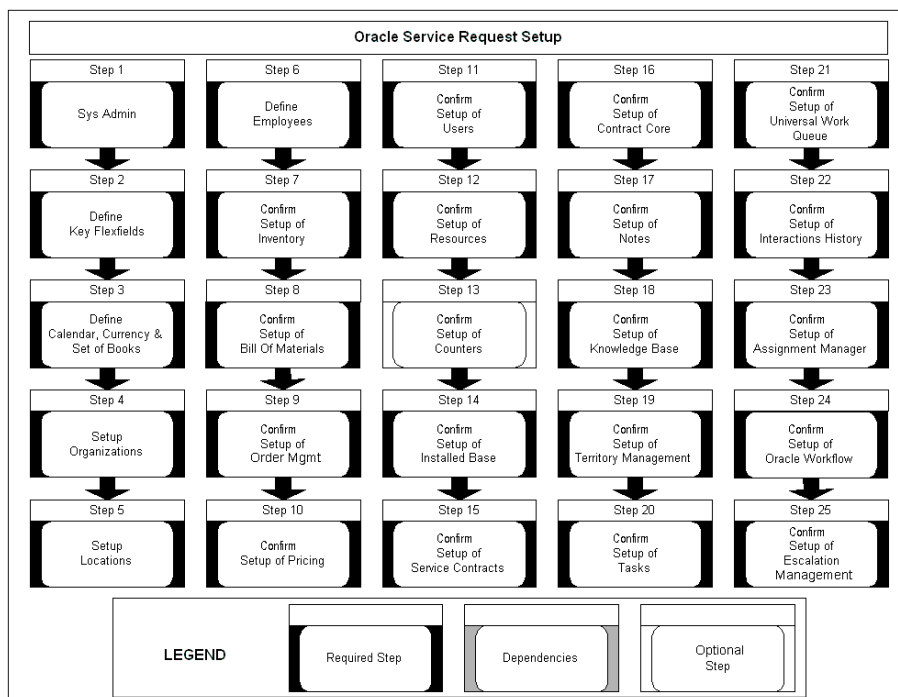 Oracle Service Request Setup
Step 1
Sys Admin
Step 2
Define
Key Flexfields
Step 3
Define
Calendar, Currency &
Set of Books
Step 4
Setup
Organizations
Step 5
Setup
Locations
Step 6
Define
Employees
Step 7
Confirm
Setup of
Inventory
Step 8
Confirm
Setup of
Bill Of Materials
Step 9
Confirm
Setup of
Order Mgmt
Step 10
Confirm
Setup of Pricing
Step 11
Confirm
Setup of
Users
Step 12
Confirm
Setup of
Resources
Step 13
Confirm
Setup of
Counters
Step 14
Confirm
Setup of
Installed Base
Step 15
Confirm
Setup of
Service Contracts
Step 16
Confirm
Setup of
Contract Core
Step 17
Confirm
Setup of
Notes
Step 18
Confirm
Setup of
Knowledge Base
Step 19
Confirm
Setup of
Territory Management
Step 20
Confirm
Setup of
Tasks
Step 21
Confirm
Setup of
Universal Work
Queue
Step 22
Confirm
Setup of
Interactions History
Step 23
Confirm
Setup of
Assignment Manager
Step 24
Confirm
Setup of
Oracle Workflow
Step 25
Confirm
Setup of
Escalation
Management
LEGEND
Required Step
Dependencies
Optional
Step